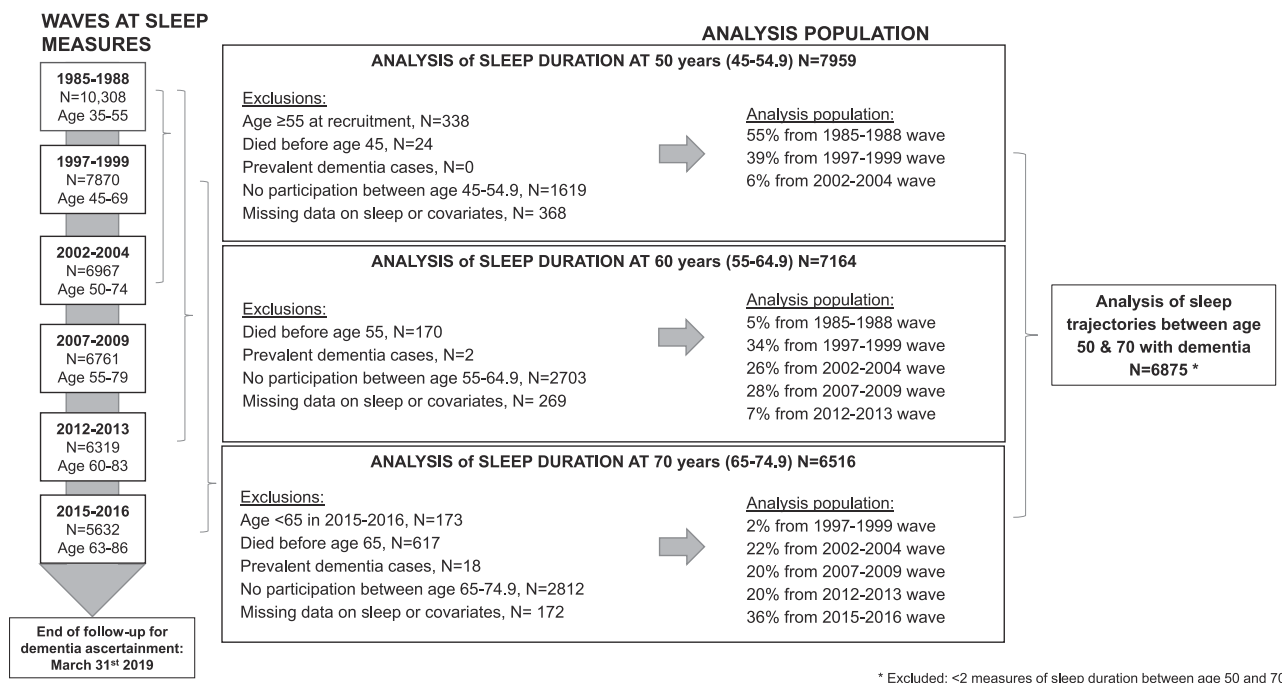 WAVES AT SLEEP
MEASURES
1985-1988
N=10,308
Age 35-55
1997-1999
N=7870
Age 45-69
2002-2004
N=6967
Age 50-74
2007-2009
N=6761
Age 55-79
2012-2013
N=6319
Age 60-83
2015-2016
N=5632
Age 63-86
End of follow-up for
dementia ascertainment:
March 31st 2019
ANALYSIS POPULATION
ANALYSIS of SLEEP DURATION AT 50 years (45-54.9) N=7959
Exclusions:
Age ≥55 at recruitment, N=338
Died before age 45, N=24
Prevalent dementia cases, N=0
No participation between age 45-54.9, N=1619
Missing data on sleep or covariates, N= 368
Analysis population:
55% from 1985-1988 wave
39% from 1997-1999 wave
6% from 2002-2004 wave
ANALYSIS of SLEEP DURATION AT 60 years (55-64.9) N=7164
Exclusions:
Died before age 55, N=170
Prevalent dementia cases, N=2
No participation between age 55-64.9, N=2703
Missing data on sleep or covariates, N= 269
Analysis population:
5% from 1985-1988 wave
34% from 1997-1999 wave
26% from 2002-2004 wave
28% from 2007-2009 wave
7% from 2012-2013 wave
ANALYSIS of SLEEP DURATION AT 70 years (65-74.9) N=6516
Exclusions:
Age <65 in 2015-2016, N=173
Died before age 65, N=617
Prevalent dementia cases, N=18
No participation between age 65-74.9, N=2812
Missing data on sleep or covariates, N= 172
Analysis population:
2% from 1997-1999 wave
22% from 2002-2004 wave
20% from 2007-2009 wave
20% from 2012-2013 wave
36% from 2015-2016 wave
Analysis of sleep
trajectories between age
50 & 70 with dementia
N=6875 *
* Excluded: <2 measures of sleep duration between age 50 and 70